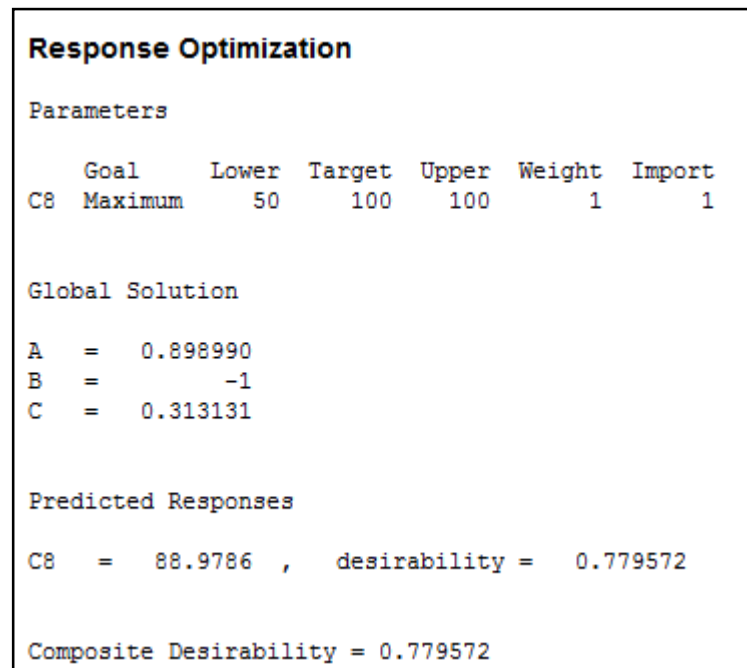 Response Optimization
Parameters
Goal Lower Target Upper Weight Import
C8 Maximum 50 100 100 1 1
Global Solution
A = 0.898990
B = -1
C = 0.313131
Predicted Responses
C8 = 88.9786 , desirability = 0.779572
Composite Desirability = 0.779572